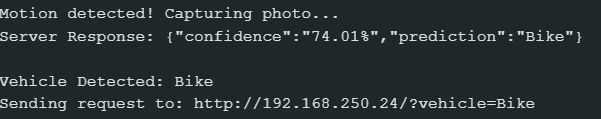 Motion detected! Capturing photo...
Server Response: {"confidence":"74.01%","prediction":"Bike"}
Vehicle Detected: Bike
Sending request to: http://192.168.250.24/?vehicle=Bike